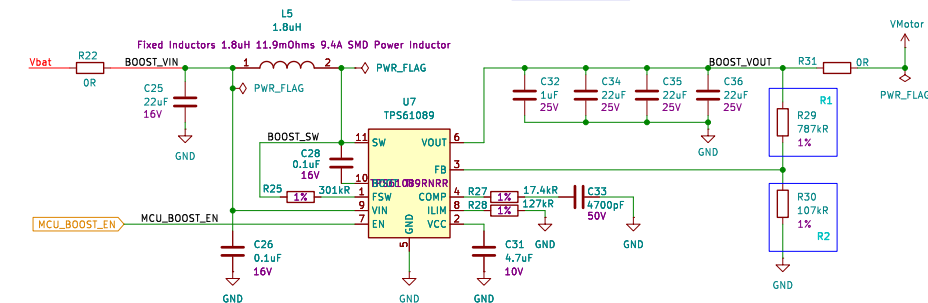 L5
1.8uH
Fixed Inductors 1.8uH 11.9mOhms 9.4A SMD Power Inductor
VMotor
Vbat
R22
0R
BOOST_VIN
1
2
PWR_FLAG
BOOST_VOUT
R31
0R
PWR_FLAG
PWR_FLAG
C25
22uF
16V
GND
U7
TPS61089
C32
1uF
25V
C34
22uF
25V
C35
22uF
25V
C36
22uF
25V
GND
R1
R29
787kR
1%
BOOST_SW
11
SW
VOUT
6
C28
0.1uF
16V
FB
3
10
R25
1%
301kR
1
FSW
COMP
4
R27
1%
17.4kR
C33
4700pF
50V
9
VIN
ILIM
8
R28
1%
127kR
MCU_BOOST_EN
MCU_BOOST_EN
7
EN
VCC
2
GND
5
GND
GND
R30
107kR
1%
R2
C26
0.1uF
16V
C31
4.7uF
10V
GND
GND
GND
GND